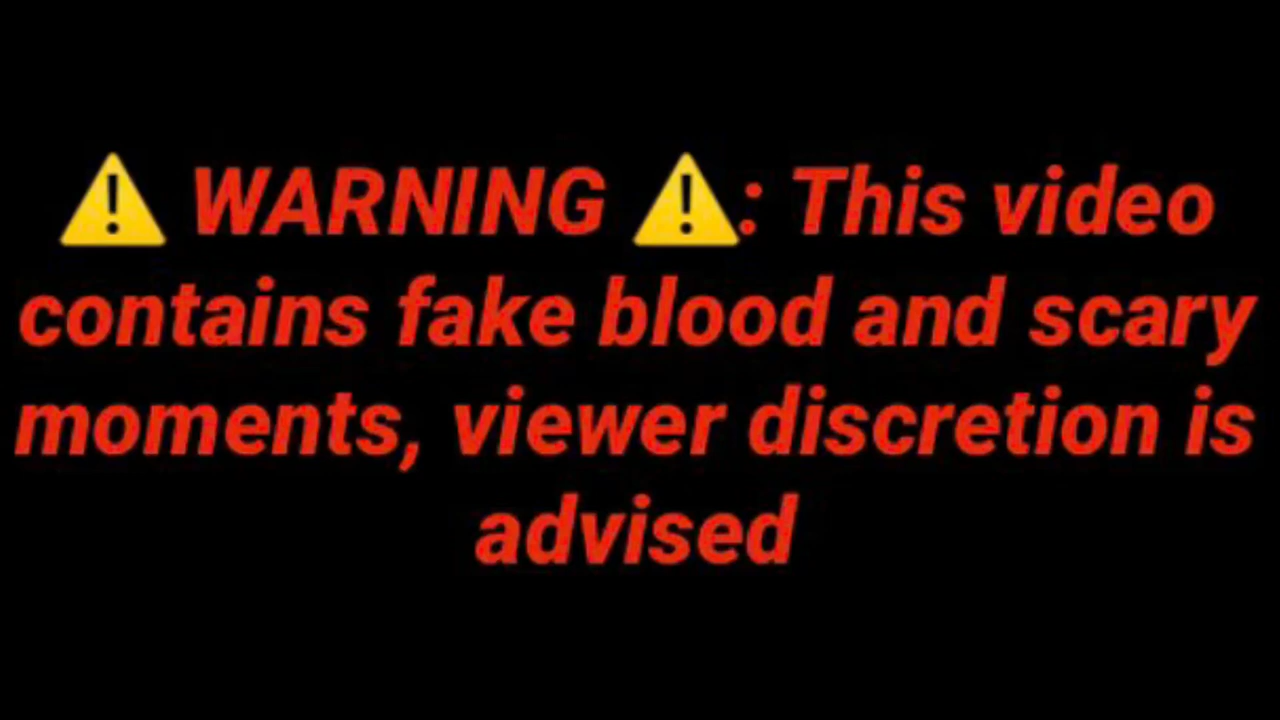 ⚠️ WARNING ⚠️: This video
contains fake blood and scary
moments, viewer discretion is
advised